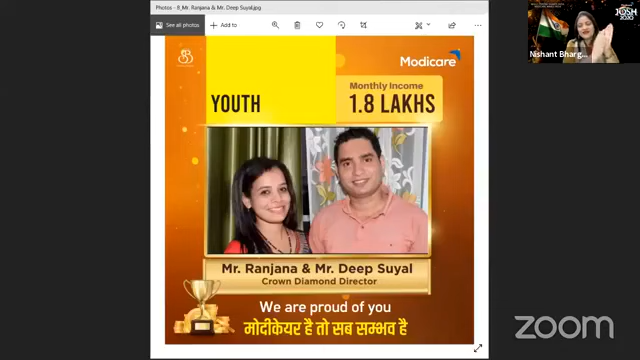 Photos - 8_Mr. Ranjana & Mr. Deep Suyal.jpg
See all photos
Add to
Modicare
YOUTH
Monthly Income
1.8 LAKHS
Mr. Ranjana & Mr. Deep Suyal
Crown Diamond Director
We are proud of you
मोदीकेयर है तो सब सम्भव है
JOSH
Nishant Bharg...
zoom